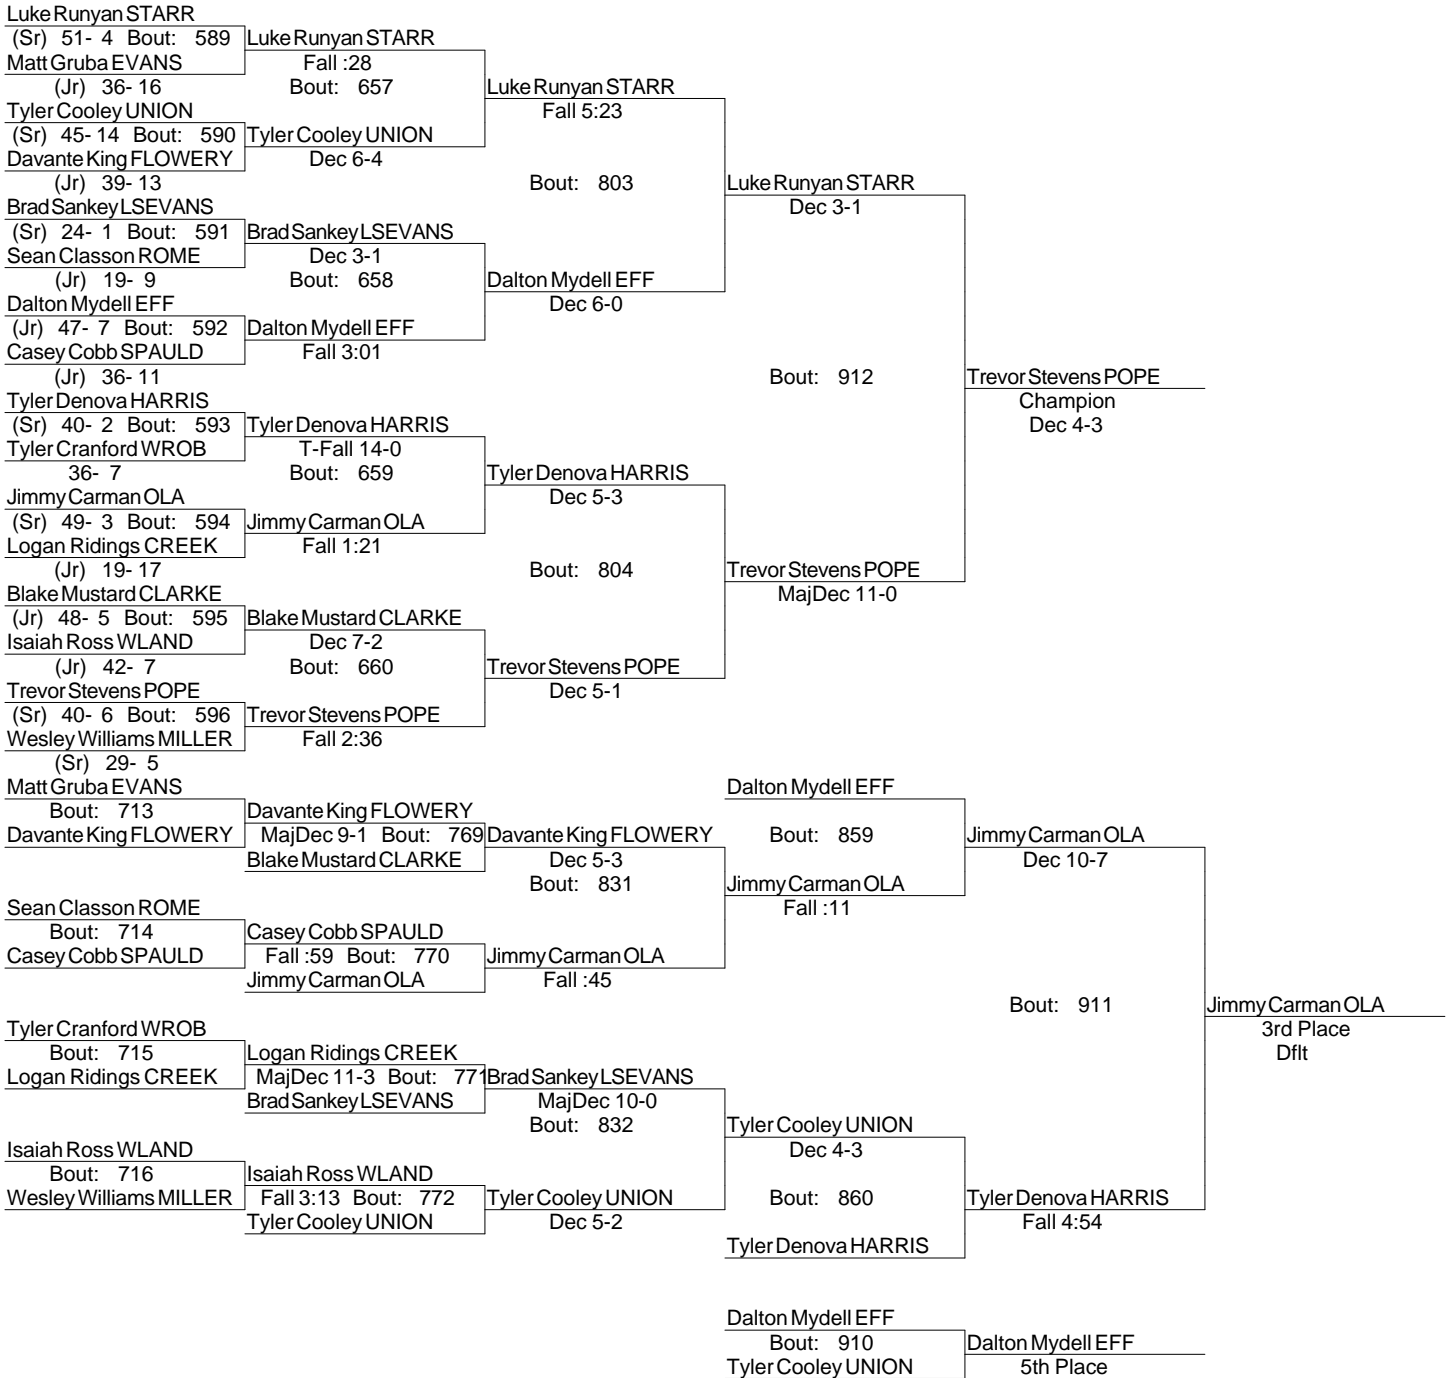 Luke Runyan STARR
(Sr) 51- 4 Bout: 589 Luke Runyan STARR
Matt Gruba EVANS Fall :28
(Jr) 36- 16 Bout: 657 Luke Runyan STARR
Tyler Cooley UNION Fall 5:23
(Sr) 45- 14 Bout: 590 Tyler Cooley UNION
Davante King FLOWERY Dec 6-4
(Jr) 39- 13 Bout: 803 Luke Runyan STARR
Brad Sankey LSEVANS Dec 3-1
(Sr) 24- 1 Bout: 591 Brad Sankey LSEVANS
Sean Classon ROME Dec 3-1
(Jr) 19- 9 Bout: 658 Dalton Mydell EFF
Dalton Mydell EFF Dec 6-0
(Jr) 47- 7 Bout: 592 Dalton Mydell EFF
Casey Cobb SPAULD Fall 3:01
(Jr) 36- 11 Bout: 912 Trevor Stevens POPE
Tyler Denova HARRIS Champion
(Sr) 40- 2 Bout: 593 Tyler Denova HARRIS Dec 4-3
Tyler Cranford WROB T-Fall 14-0
36- 7 Bout: 659 Tyler Denova HARRIS
Jimmy Carman OLA Dec 5-3
(Sr) 49- 3 Bout: 594 Jimmy Carman OLA
Logan Ridings CREEK Fall 1:21
(Jr) 19- 17 Bout: 804 Trevor Stevens POPE
Blake Mustard CLARKE MajDec 11-0
(Jr) 48- 5 Bout: 595 Blake Mustard CLARKE
Isaiah Ross WLAND Dec 7-2
(Jr) 42- 7 Bout: 660 Trevor Stevens POPE
Trevor Stevens POPE Dec 5-1
(Sr) 40- 6 Bout: 596 Trevor Stevens POPE
Wesley Williams MILLER Fall 2:36
(Sr) 29- 5
Matt Gruba EVANS Dalton Mydell EFF
Bout: 713 Davante King FLOWERY
Davante King FLOWERY MajDec 9-1 Bout: 769 Davante King FLOWERY Bout: 859 Jimmy Carman OLA
Blake Mustard CLARKE Dec 5-3 Dec 10-7
Bout: 831 Jimmy Carman OLA
Sean Classon ROME Fall :11
Bout: 714 Casey Cobb SPAULD
Casey Cobb SPAULD Fall :59 Bout: 770 Jimmy Carman OLA
Jimmy Carman OLA Fall :45
Bout: 911 Jimmy Carman OLA
Tyler Cranford WROB 3rd Place
Bout: 715 Logan Ridings CREEK Dflt
Logan Ridings CREEK MajDec 11-3 Bout: 771 Brad Sankey LSEVANS
Brad Sankey LSEVANS MajDec 10-0
Bout: 832 Tyler Cooley UNION
Isaiah Ross WLAND Dec 4-3
Bout: 716 Isaiah Ross WLAND
Wesley Williams MILLER Fall 3:13 Bout: 772 Tyler Cooley UNION Bout: 860 Tyler Denova HARRIS
Tyler Cooley UNION Dec 5-2 Fall 4:54
Tyler Denova HARRIS
Dalton Mydell EFF
Bout: 910 Dalton Mydell EFF
Tyler Cooley UNION 5th Place